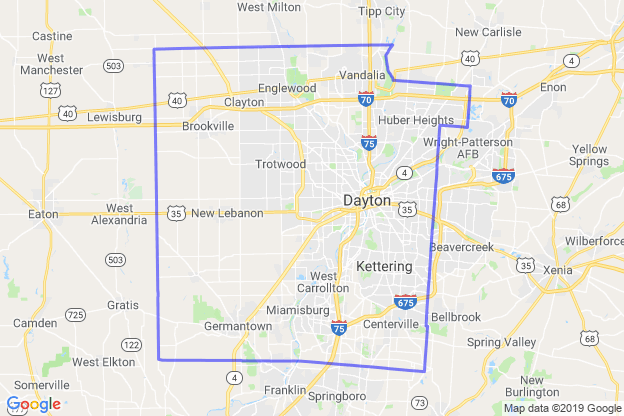 West Milton
Tipp City
Castine
New Carlisle
West
Manchester
503
40
4
Vandalia
127
Englewood
Enon
40
Clayton
70
70
40
Lewisburg
Brookville
Huber Heights
75
Wright-Patterson
AFB
Yellow
Springs
Trotwood
4
675
Dayton
68
Eaton
West
Alexandria
35
New Lebanon
35
Beavercreek
Wilberforce
503
35
Xenia
Kettering
West
Carrollton
Gratis
675
Miamisburg
725
Bellbrook
Camden
Germantown
75
Centerville
68
122
Spring Valley
West Elkton
4
Somerville
Franklin
Springboro
73
New
Burlington
177
Google
Map data ©2019 Google